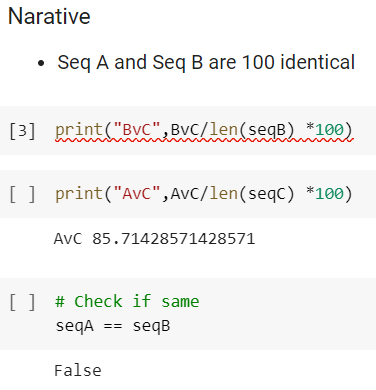 Narative
• Seq A and Seq B are 100 identical
[3] print("BvC",BvC/len(seqB) *100)
[ ] print("AvC",AvC/len(seqC) *100)
AvC 85.71428571428571
[ ] # Check if same
seqA == seqB
False